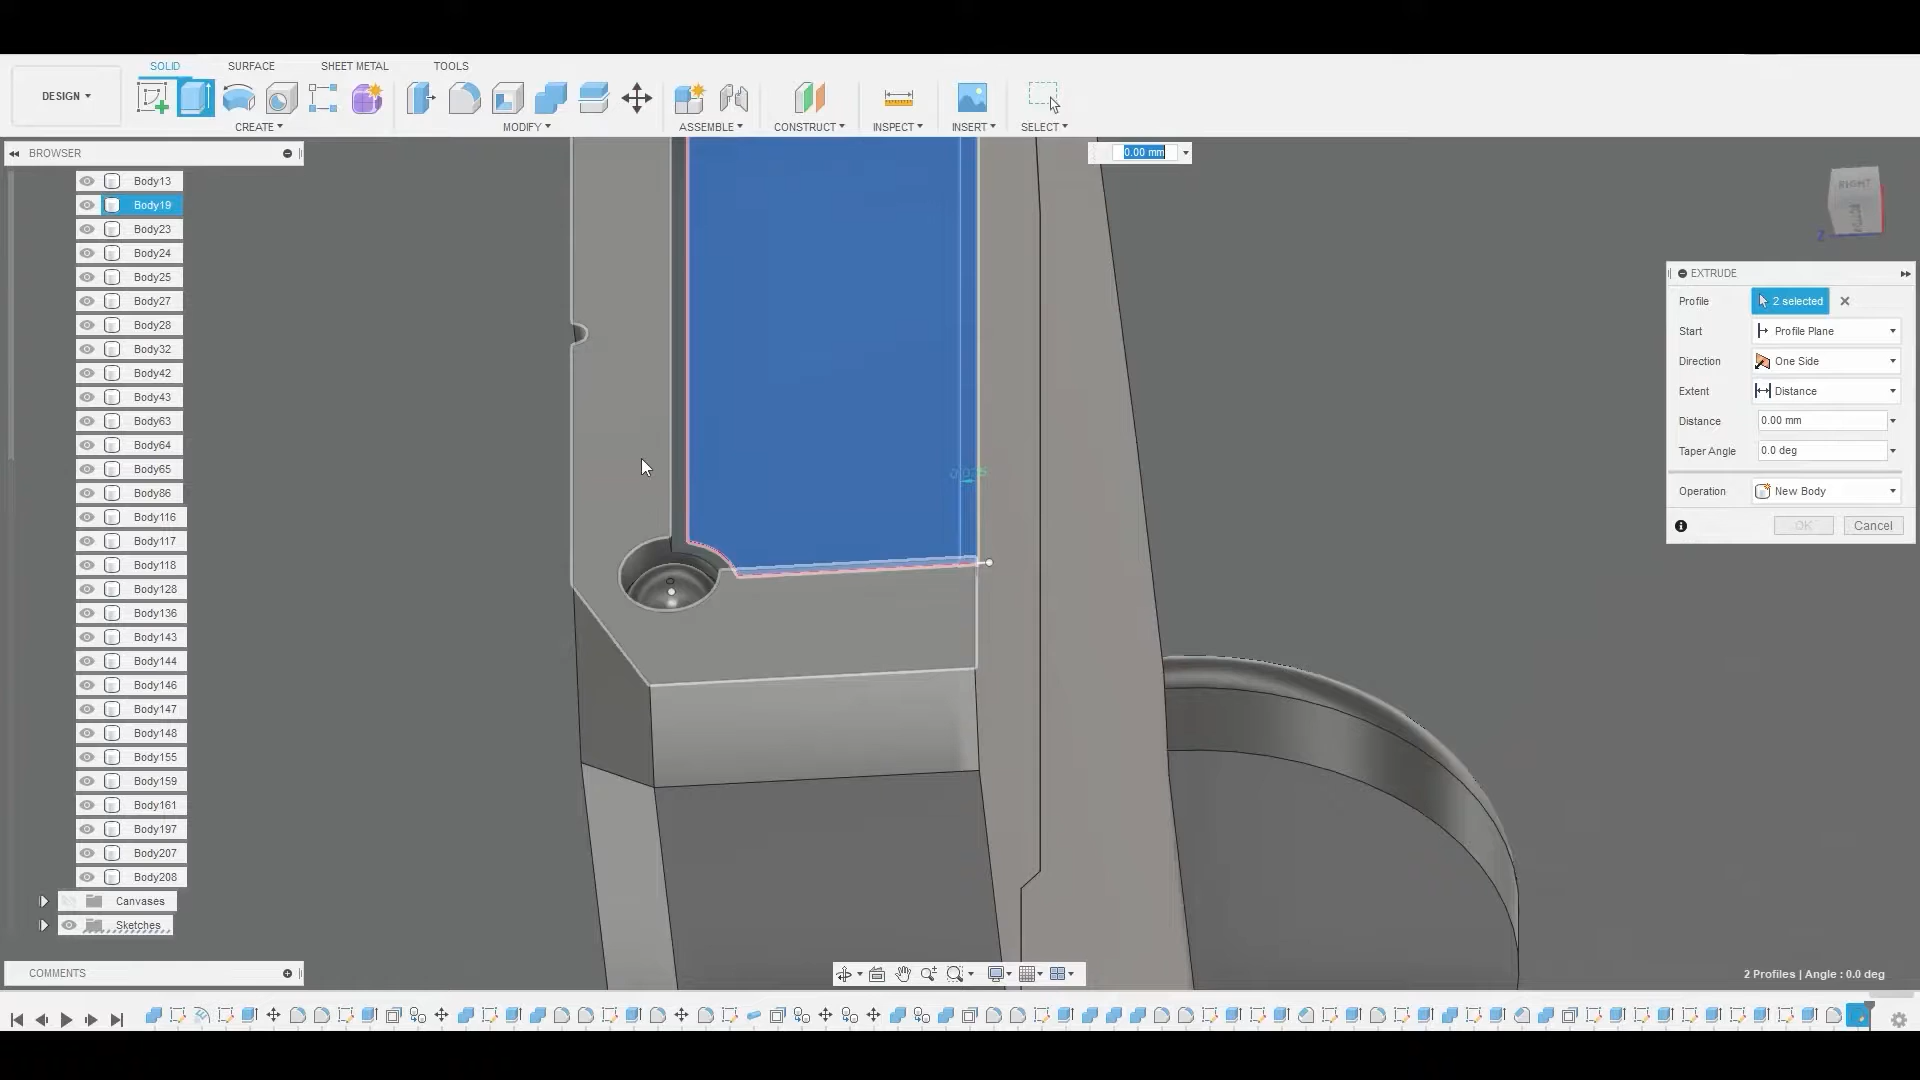 SOLID SURFACE SHEET METAL TOOLS
DESIGN
CREATE MODIFY ASSEMBLE CONSTRUCT INSPECT INSERT SELECT
BROWSER
0.00 mm
Body13
Body19
Body23
Body24
Body25
Body27
Body28
Body32
Body42
Body43
Body63
Body64
Body65
Body86
Body116
Body117
Body118
Body128
Body136
Body143
Body144
Body146
Body147
Body148
Body155
Body159
Body161
Body197
Body207
Body208
Canvases
Sketches
COMMENTS
RIGHT
Z
EXTRUDE
Profile 2 selected
Start Profile Plane
Direction One Side
Extent Distance
Distance 0.00 mm
Taper Angle 0.0 deg
Operation New Body
OK Cancel
2 Profiles | Angle : 0.0 deg